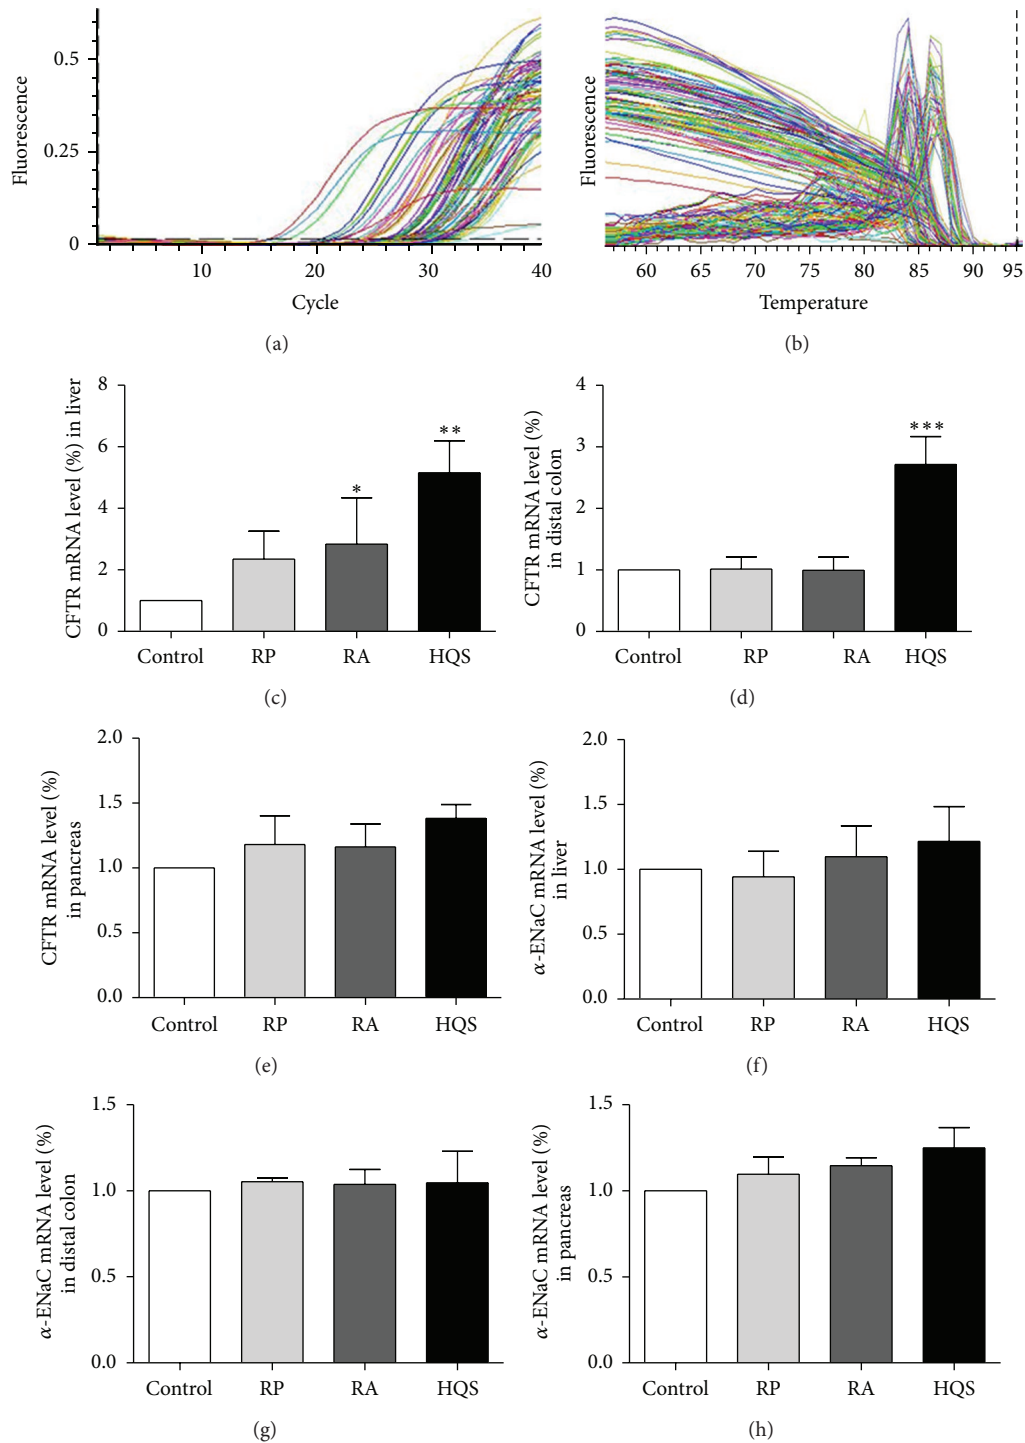 Fluorescence
0.5
0.25
0
10 20 30 40
Cycle
(a)
Fluorescence
60 65 70 75 80 85 90 95
Temperature
(b)
CFTR mRNA level (%) in liver
8
6
4
2
0
*
**
Control RP RA HQS
(c)
CFTR mRNA level (%)
in distal colon
4
3
2
1
0
***
Control RP RA HQS
(d)
CFTR mRNA level (%)
in pancreas
2.0
1.5
1.0
0.5
0.0
Control RP RA HQS
(e)
α-ENaC mRNA level (%)
in liver
2.0
1.5
1.0
0.5
0.0
Control RP RA HQS
(f)
α-ENaC mRNA level (%)
in distal colon
1.5
1.0
0.5
0.0
Control RP RA HQS
(g)
α-ENaC mRNA level (%)
in pancreas
1.5
1.0
0.5
0.0
Control RP RA HQS
(h)